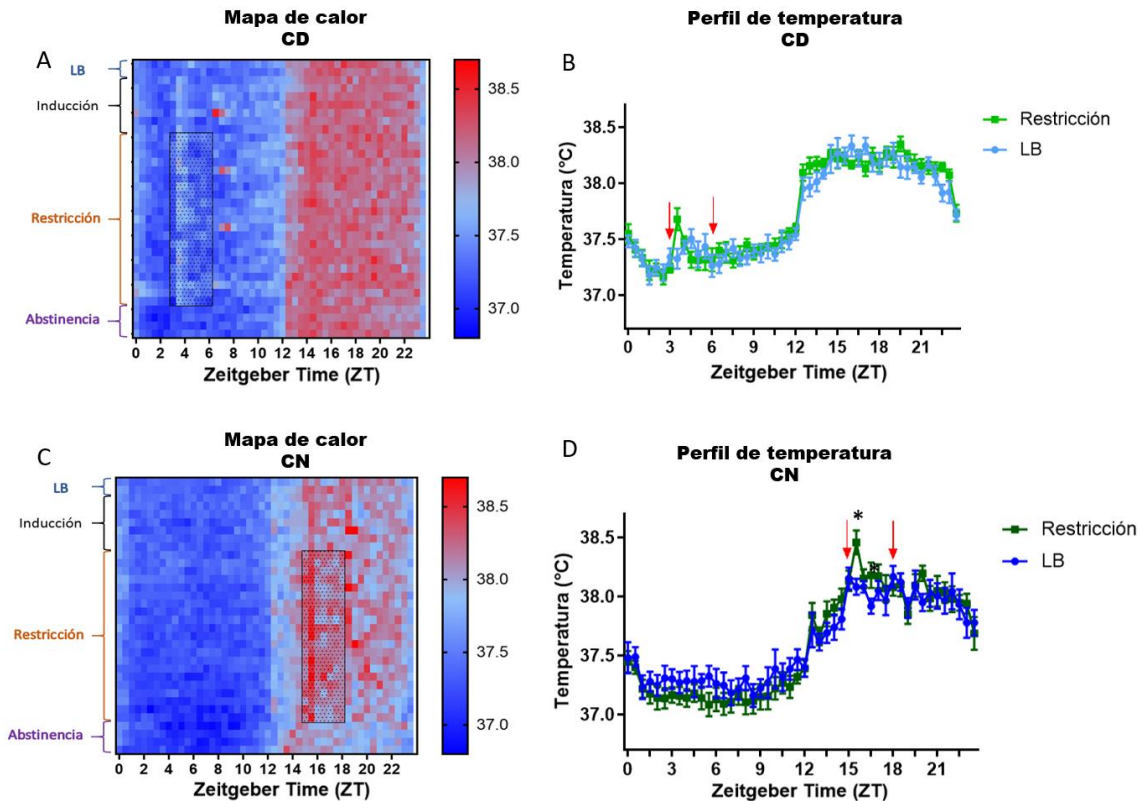 Mapa de calor
CD
A
LB
Inducción
Restricción
Abstinencia
38.5
38.0
37.5
37.0
0 2 4 6 8 10 12 14 16 18 20 22
Zeitgeber Time (ZT)
Perfil de temperatura
CD
B
Temperatura (°C)
38.5
38.0
37.5
37.0
0 3 6 9 12 15 18 21
Zeitgeber Time (ZT)
Restricción
LB
Mapa de calor
CN
C
LB
Inducción
Restricción
Abstinencia
38.5
38.0
37.5
37.0
0 2 4 6 8 10 12 14 16 18 20 22
Zeitgeber Time (ZT)
Perfil de temperatura
CN
D
Temperatura (°C)
38.5
38.0
37.5
37.0
*
*
0 3 6 9 12 15 18 21
Zeitgeber Time (ZT)
Restricción
LB